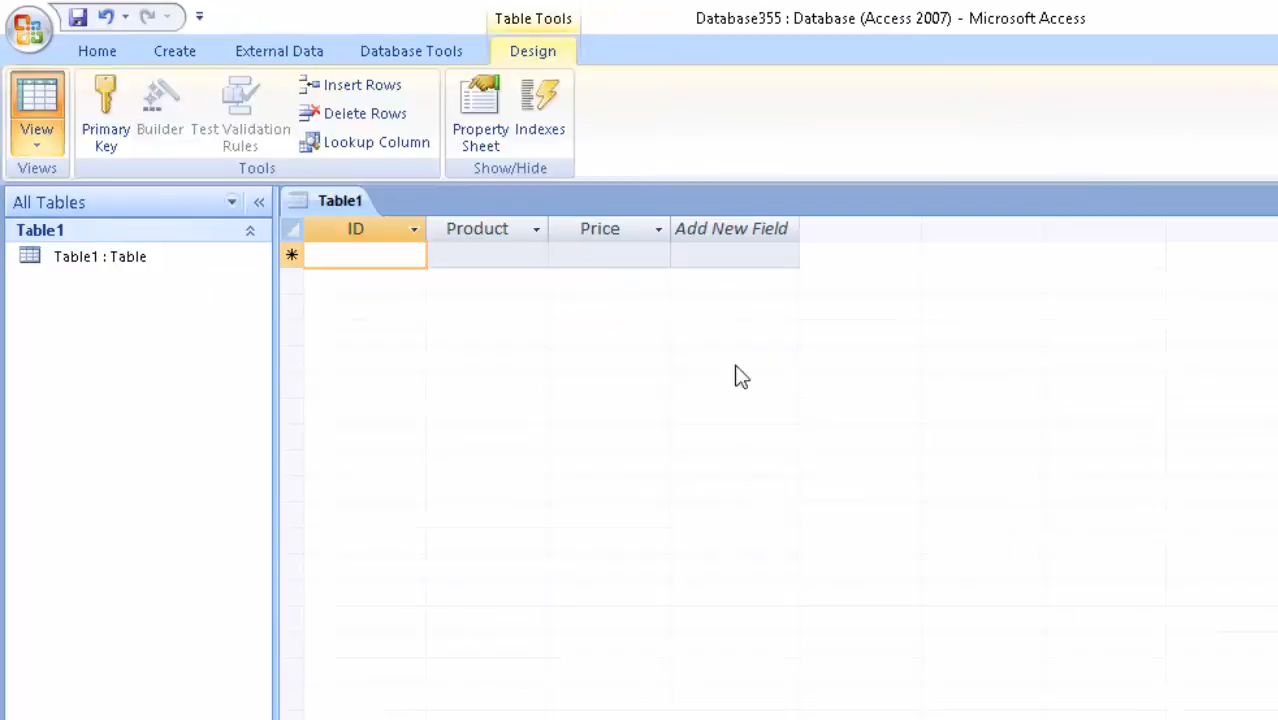 Table Tools
Database355 : Database (Access 2007) - Microsoft Access
Home Create External Data Database Tools Design
View
Views
Primary Key
Builder
Test Validation Rules
Insert Rows
Delete Rows
Lookup Column
Tools
Property Sheet
Indexes
Show/Hide
All Tables «
Table1
Table1 : Table
Table1
ID Product Price Add New Field